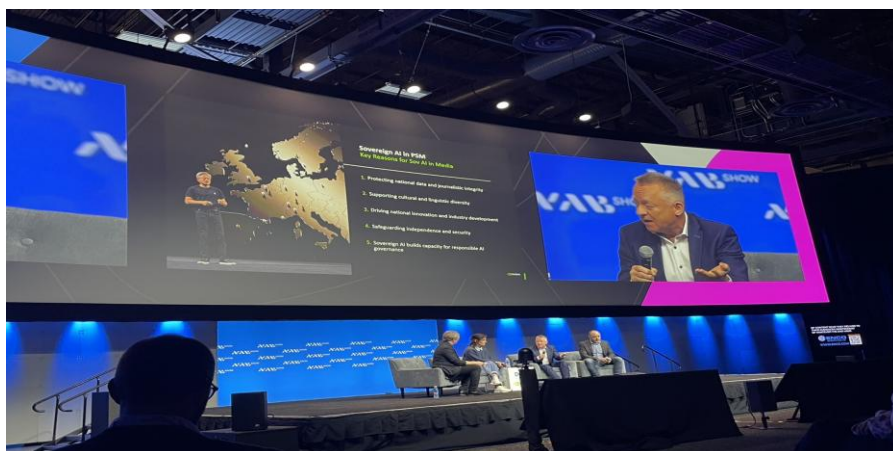 SHOW
Sovereign AI in PSM
Key Reasons for Sov AI in Media
1. Protecting national data and journalistic integrity
2. Supporting cultural and linguistic diversity
3. Driving national innovation and industry development
4. Safeguarding independence and security
5. Sovereign AI builds capacity for responsible AI
governance
NAB SHOW
NAB SHO